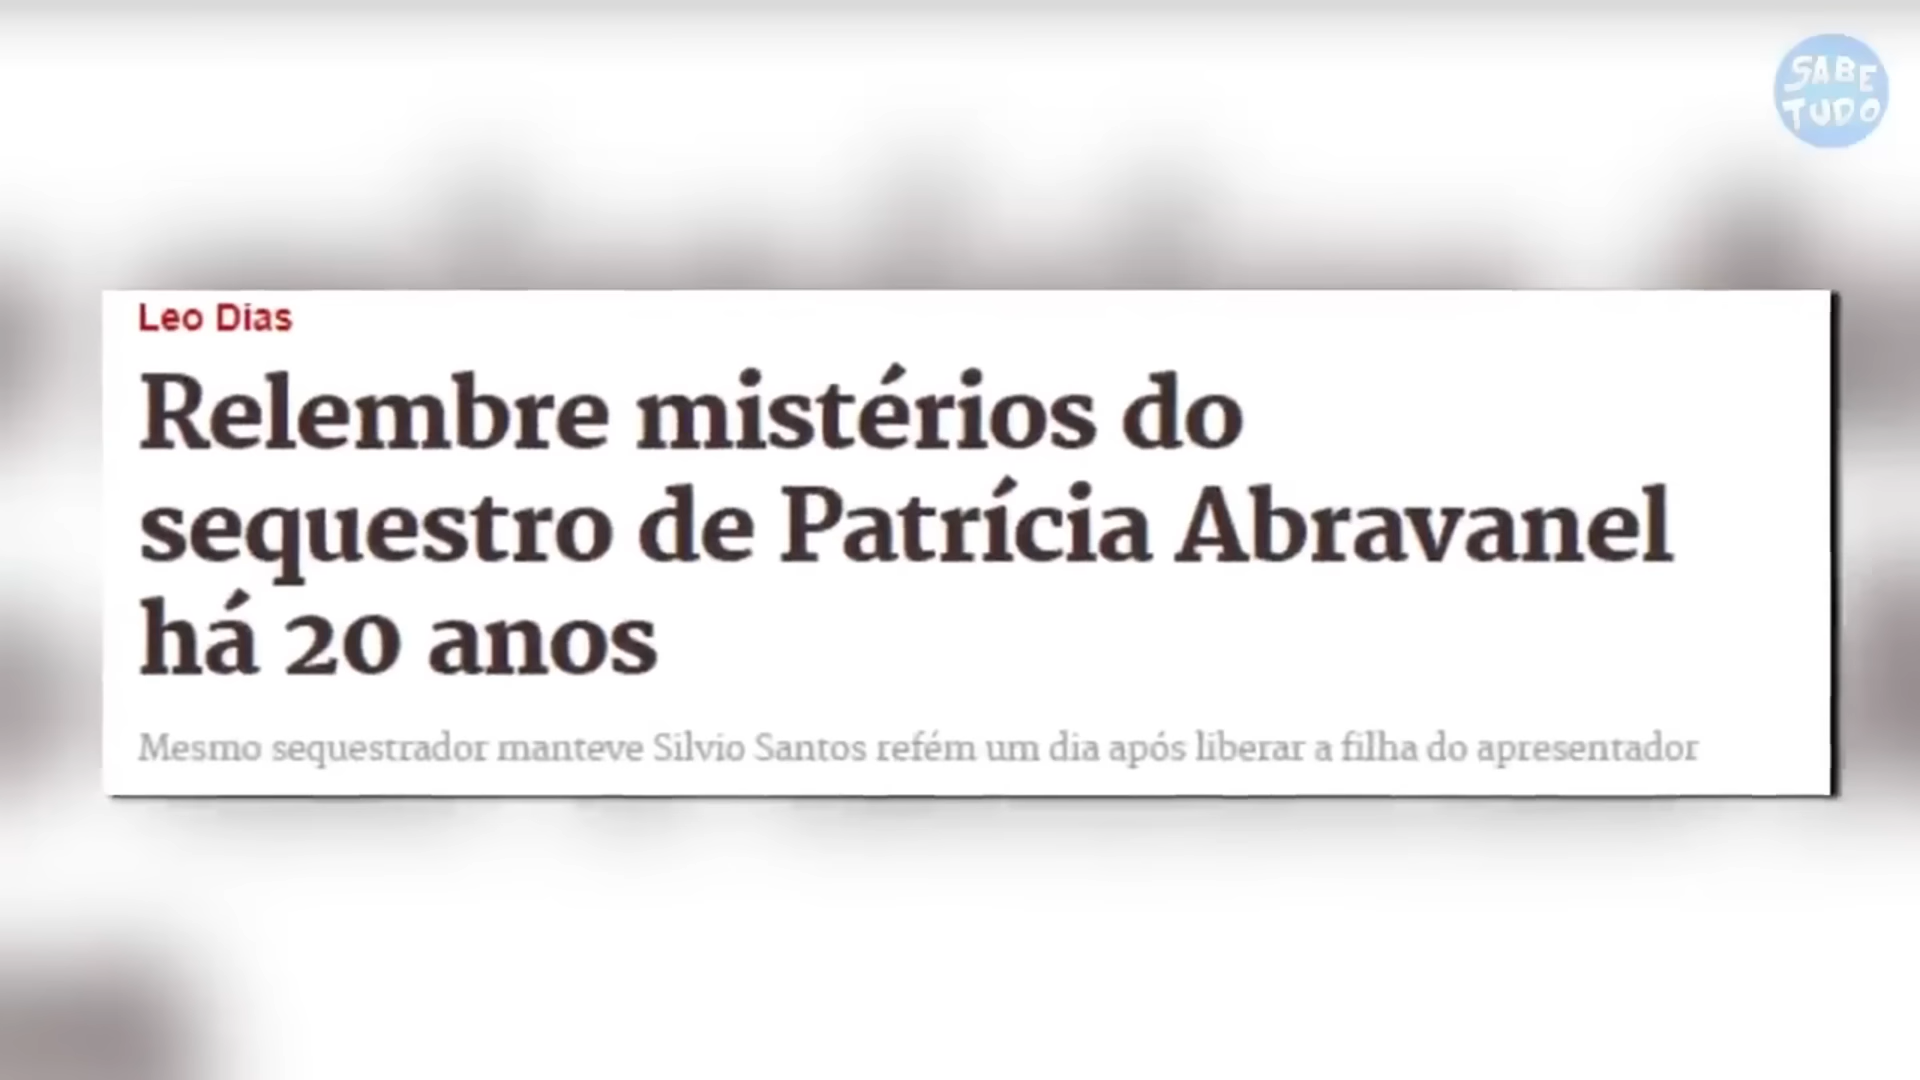 SABE
TUDO
Leo Dias
Relembre mistérios do
sequestro de Patrícia Abravanel
há 20 anos
Mesmo sequestrador manteve Silvio Santos refém um dia após liberar a filha do apresentador